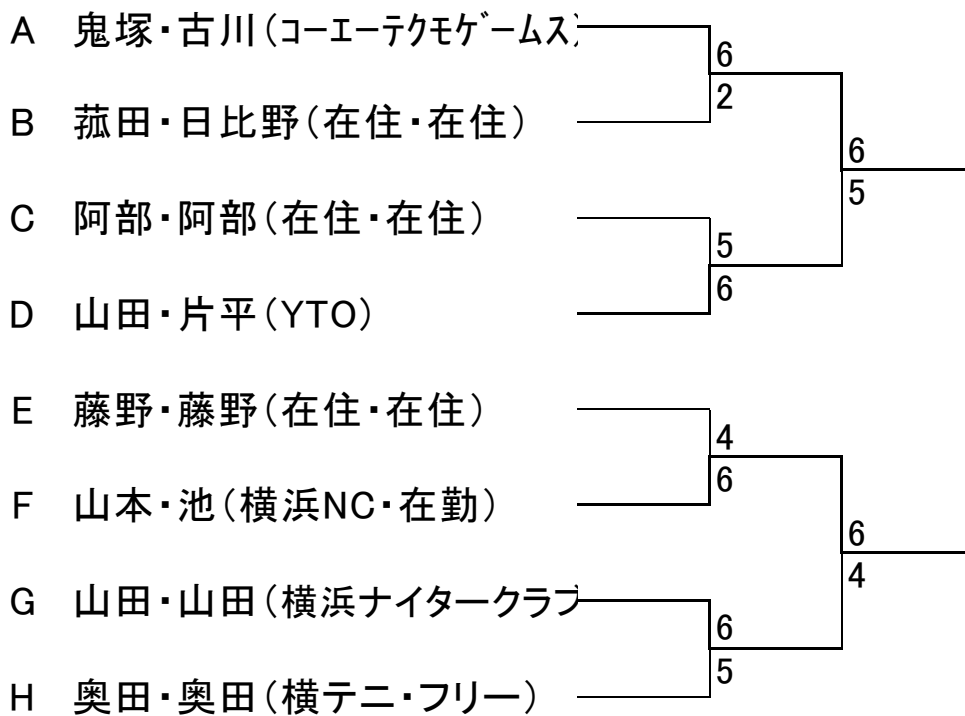 A 鬼塚・古川(コーエーテクモゲームス)
6
2
B 菰田・日比野(在住・在住)
6
5
C 阿部・阿部(在住・在住)
5
6
D 山田・片平(YTO)
E 藤野・藤野(在住・在住)
4
6
F 山本・池(横浜NC・在勤)
6
4
G 山田・山田(横浜ナイタークラブ
6
5
H 奥田・奥田(横テニ・フリー)